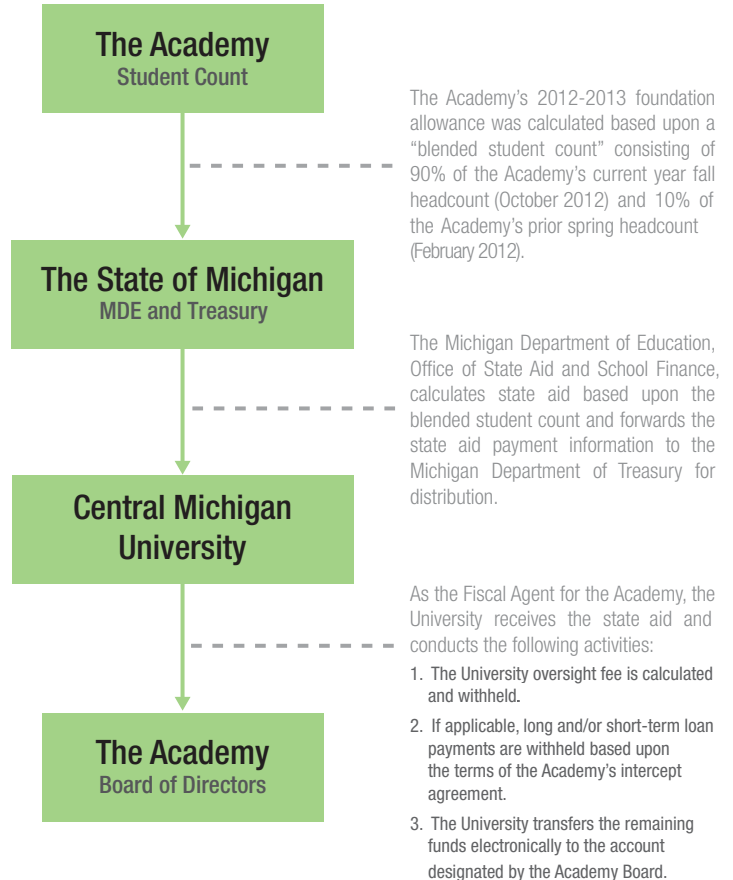 The Academy
Student Count
The Academy's 2012-2013 foundation
allowance was calculated based upon a
“blended student count” consisting of
90% of the Academy's current year fall
headcount (October 2012) and 10% of
the Academy's prior spring headcount
(February 2012).
The State of Michigan
MDE and Treasury
The Michigan Department of Education,
Office of State Aid and School Finance,
calculates state aid based upon the
blended student count and forwards the
state aid payment information to the
Michigan Department of Treasury for
distribution.
Central Michigan
University
As the Fiscal Agent for the Academy, the
University receives the state aid and
conducts the following activities:
1. The University oversight fee is calculated
and withheld.
2. If applicable, long and/or short-term loan
payments are withheld based upon
the terms of the Academy's intercept
agreement.
3. The University transfers the remaining
funds electronically to the account
designated by the Academy Board.
The Academy
Board of Directors